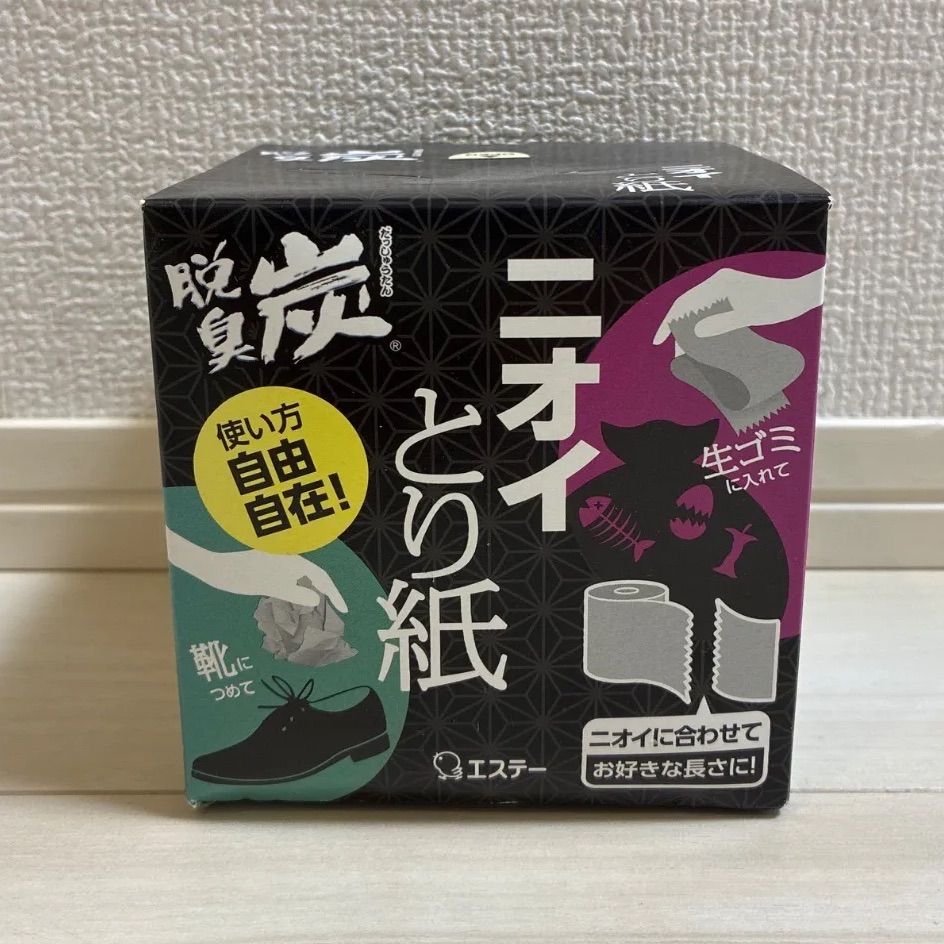 脱臭炭
だっしゅうたん
®
ニオイ
とり紙
使い方
自由
自在!
生ゴミ
に入れて
靴に
つめて
ニオイに合わせて
お好きな長さに!
エステー